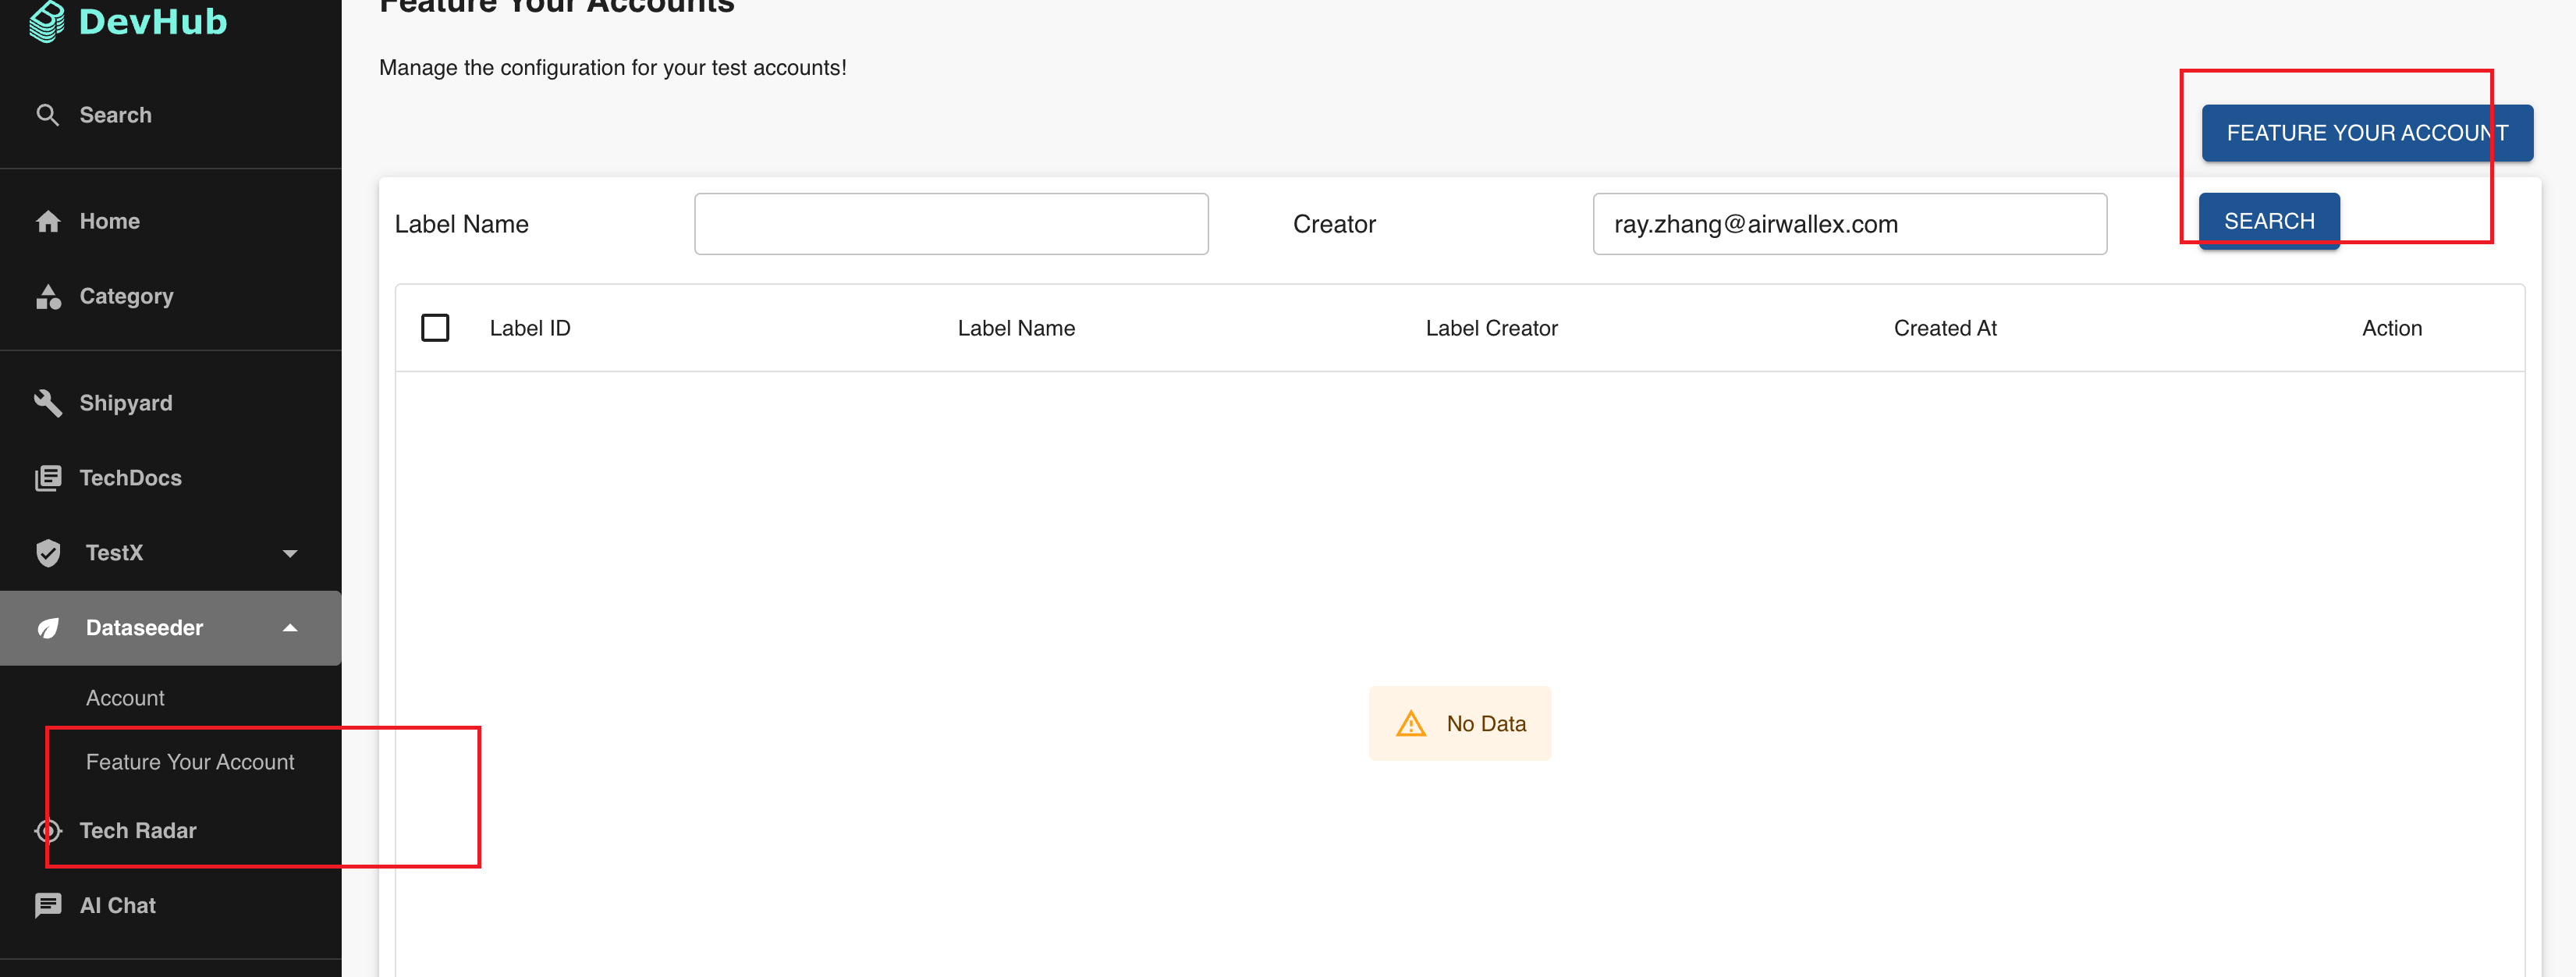 DevHub
Search
Home
Category
Shipyard
TechDocs
TestX
Dataseeder
Account
Feature Your Account
Tech Radar
AI Chat
Feature Your Accounts
Manage the configuration for your test accounts!
FEATURE YOUR ACCOUNT
Label Name
Creator
ray.zhang@airwallex.com
SEARCH
Label ID
Label Name
Label Creator
Created At
Action
No Data